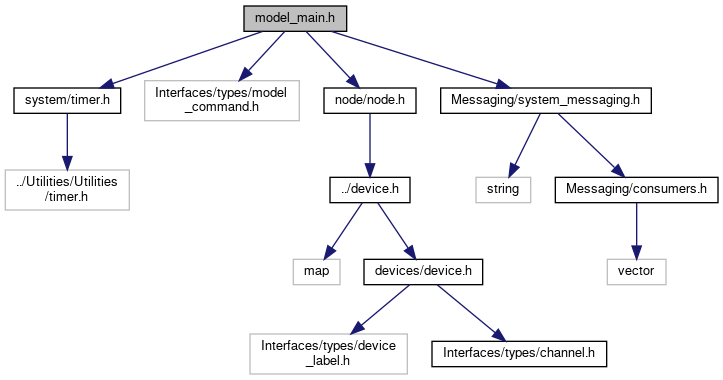 model_main.h
system/timer.h
Interfaces/types/model
_command.h
node/node.h
Messaging/system_messaging.h
../Utilities/Utilities
/timer.h
../device.h
string
Messaging/consumers.h
map
devices/device.h
vector
Interfaces/types/device
_label.h
Interfaces/types/channel.h